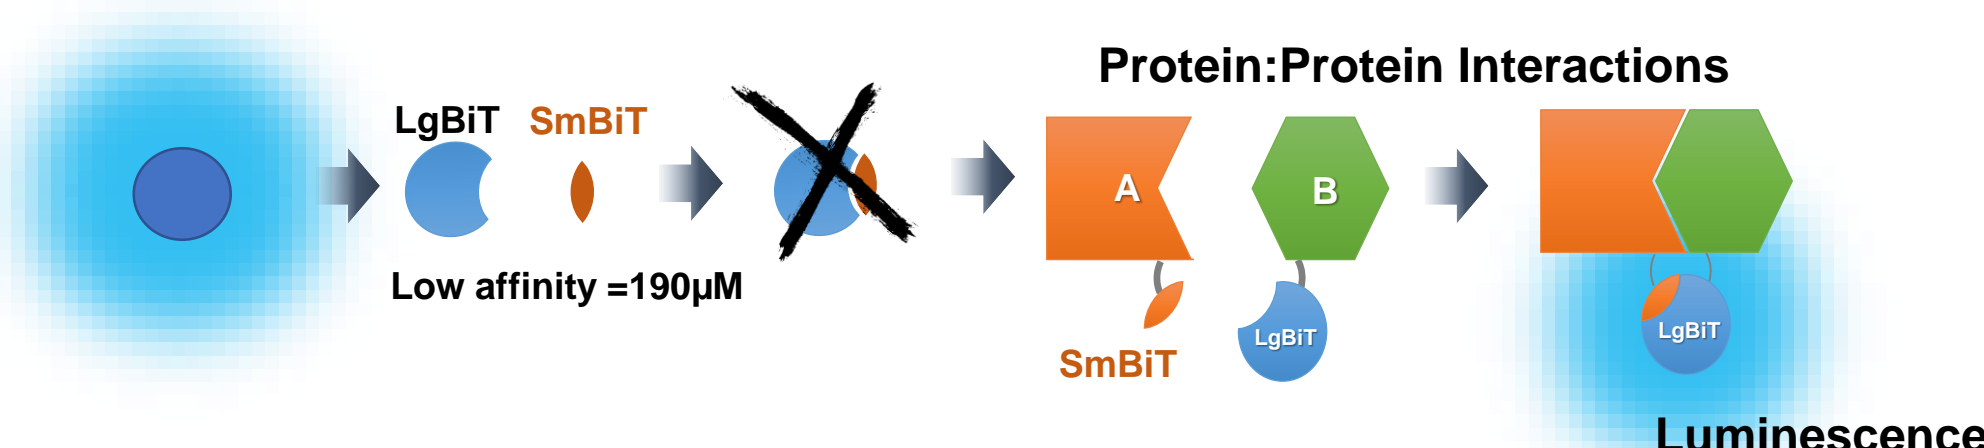 Protein:Protein Interactions
LgBiT SmBiT
Low affinity =190µM
A
B
SmBiT
LgBiT
LgBiT
Luminescence